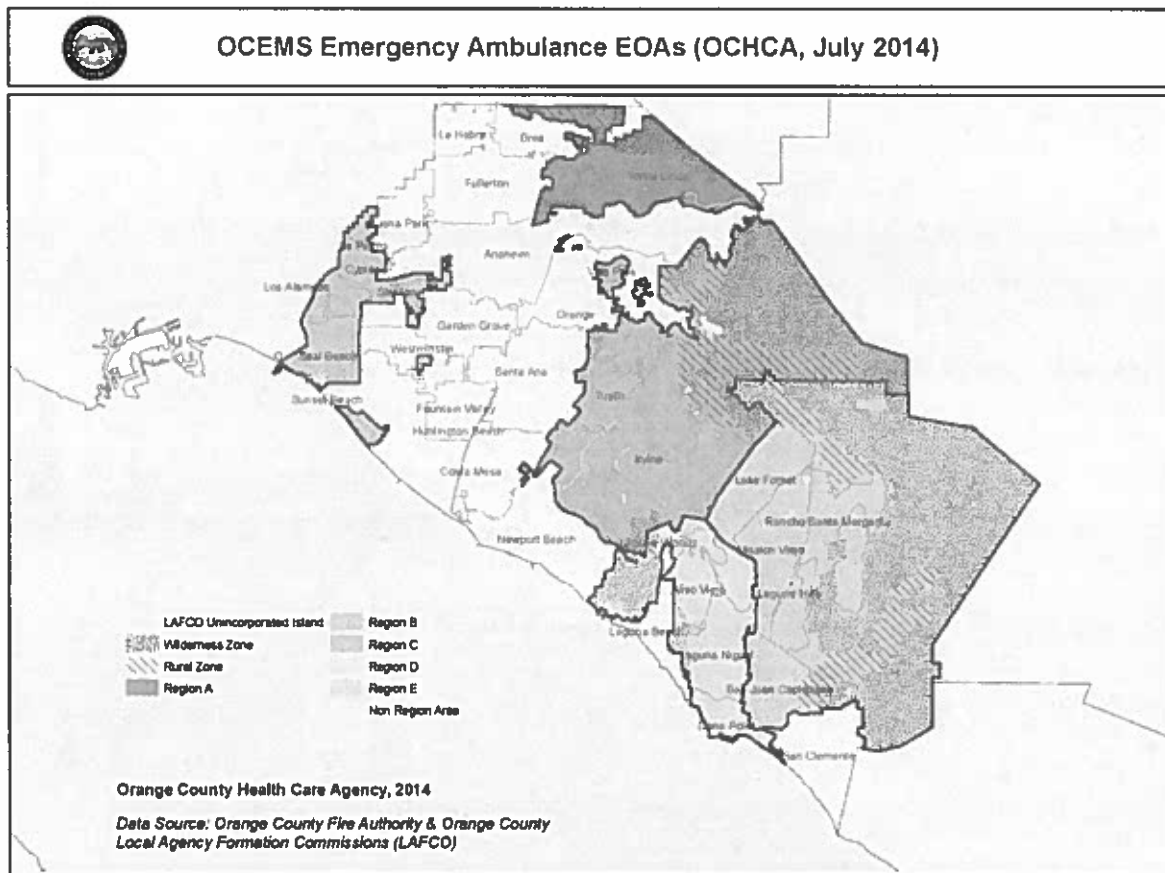 OCEMS Emergency Ambulance EOAs (OCHCA, July 2014)
La Habra
Brea
Yorba Linda
Fullerton
Buena Park
Anaheim
Cypress
Los Alamitos
Orange
Garden Grove
Westminster
Seal Beach
Santa Ana
Tustin
Sunset Beach
Fountain Valley
Huntington Beach
Irvine
Costa Mesa
Lake Forest
Rancho Santa Margarita
Newport Beach
Mission Viejo
Aliso Viejo
Laguna Hills
Laguna Beach
Laguna Niguel
San Juan Capistrano
Dana Point
San Clemente
LAFCO Unincorporated Island
Wilderness Zone
Rural Zone
Region A
Region B
Region C
Region D
Region E
Non Region Area
Orange County Health Care Agency, 2014
Data Source: Orange County Fire Authority & Orange County
Local Agency Formation Commissions (LAFCO)